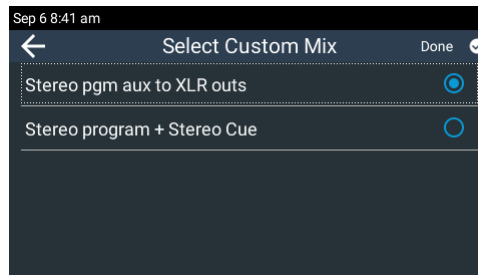 Sep 6 8:41 am
Select Custom Mix Done
Stereo pgm aux to XLR outs
Stereo program + Stereo Cue